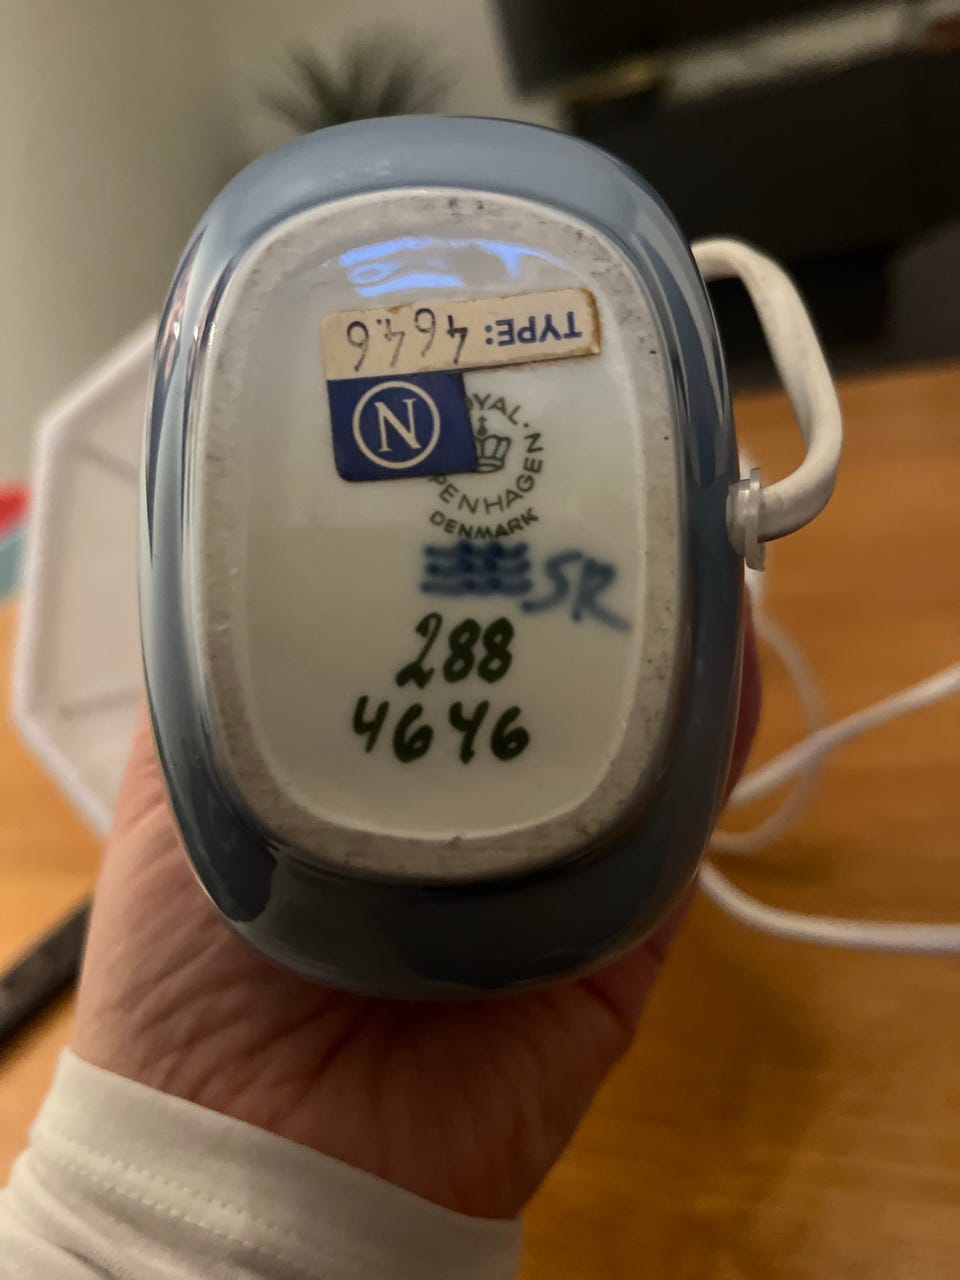 TYPE: 4646
N
ROYAL · COPENHAGEN
DENMARK
SR
288
4646